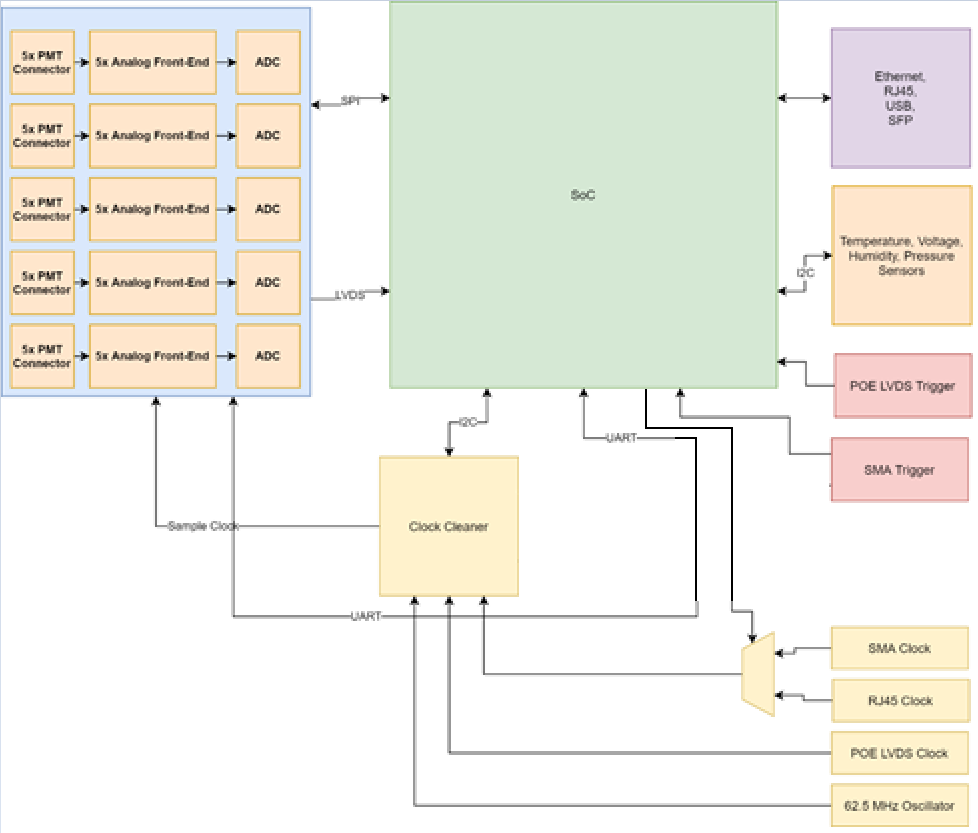 5x PMT
Connector
5x Analog Front-End
ADC
5x PMT
Connector
5x Analog Front-End
ADC
5x PMT
Connector
5x Analog Front-End
ADC
5x PMT
Connector
5x Analog Front-End
ADC
5x PMT
Connector
5x Analog Front-End
ADC
SPI
LVDS
SoC
Ethernet,
RJ45,
USB,
SFP
Temperature, Voltage,
Humidity, Pressure
Sensors
I2C
POE LVDS Trigger
SMA Trigger
I2C
UART
Clock Cleaner
Sample Clock
UART
SMA Clock
RJ45 Clock
POE LVDS Clock
62.5 MHz Oscillator